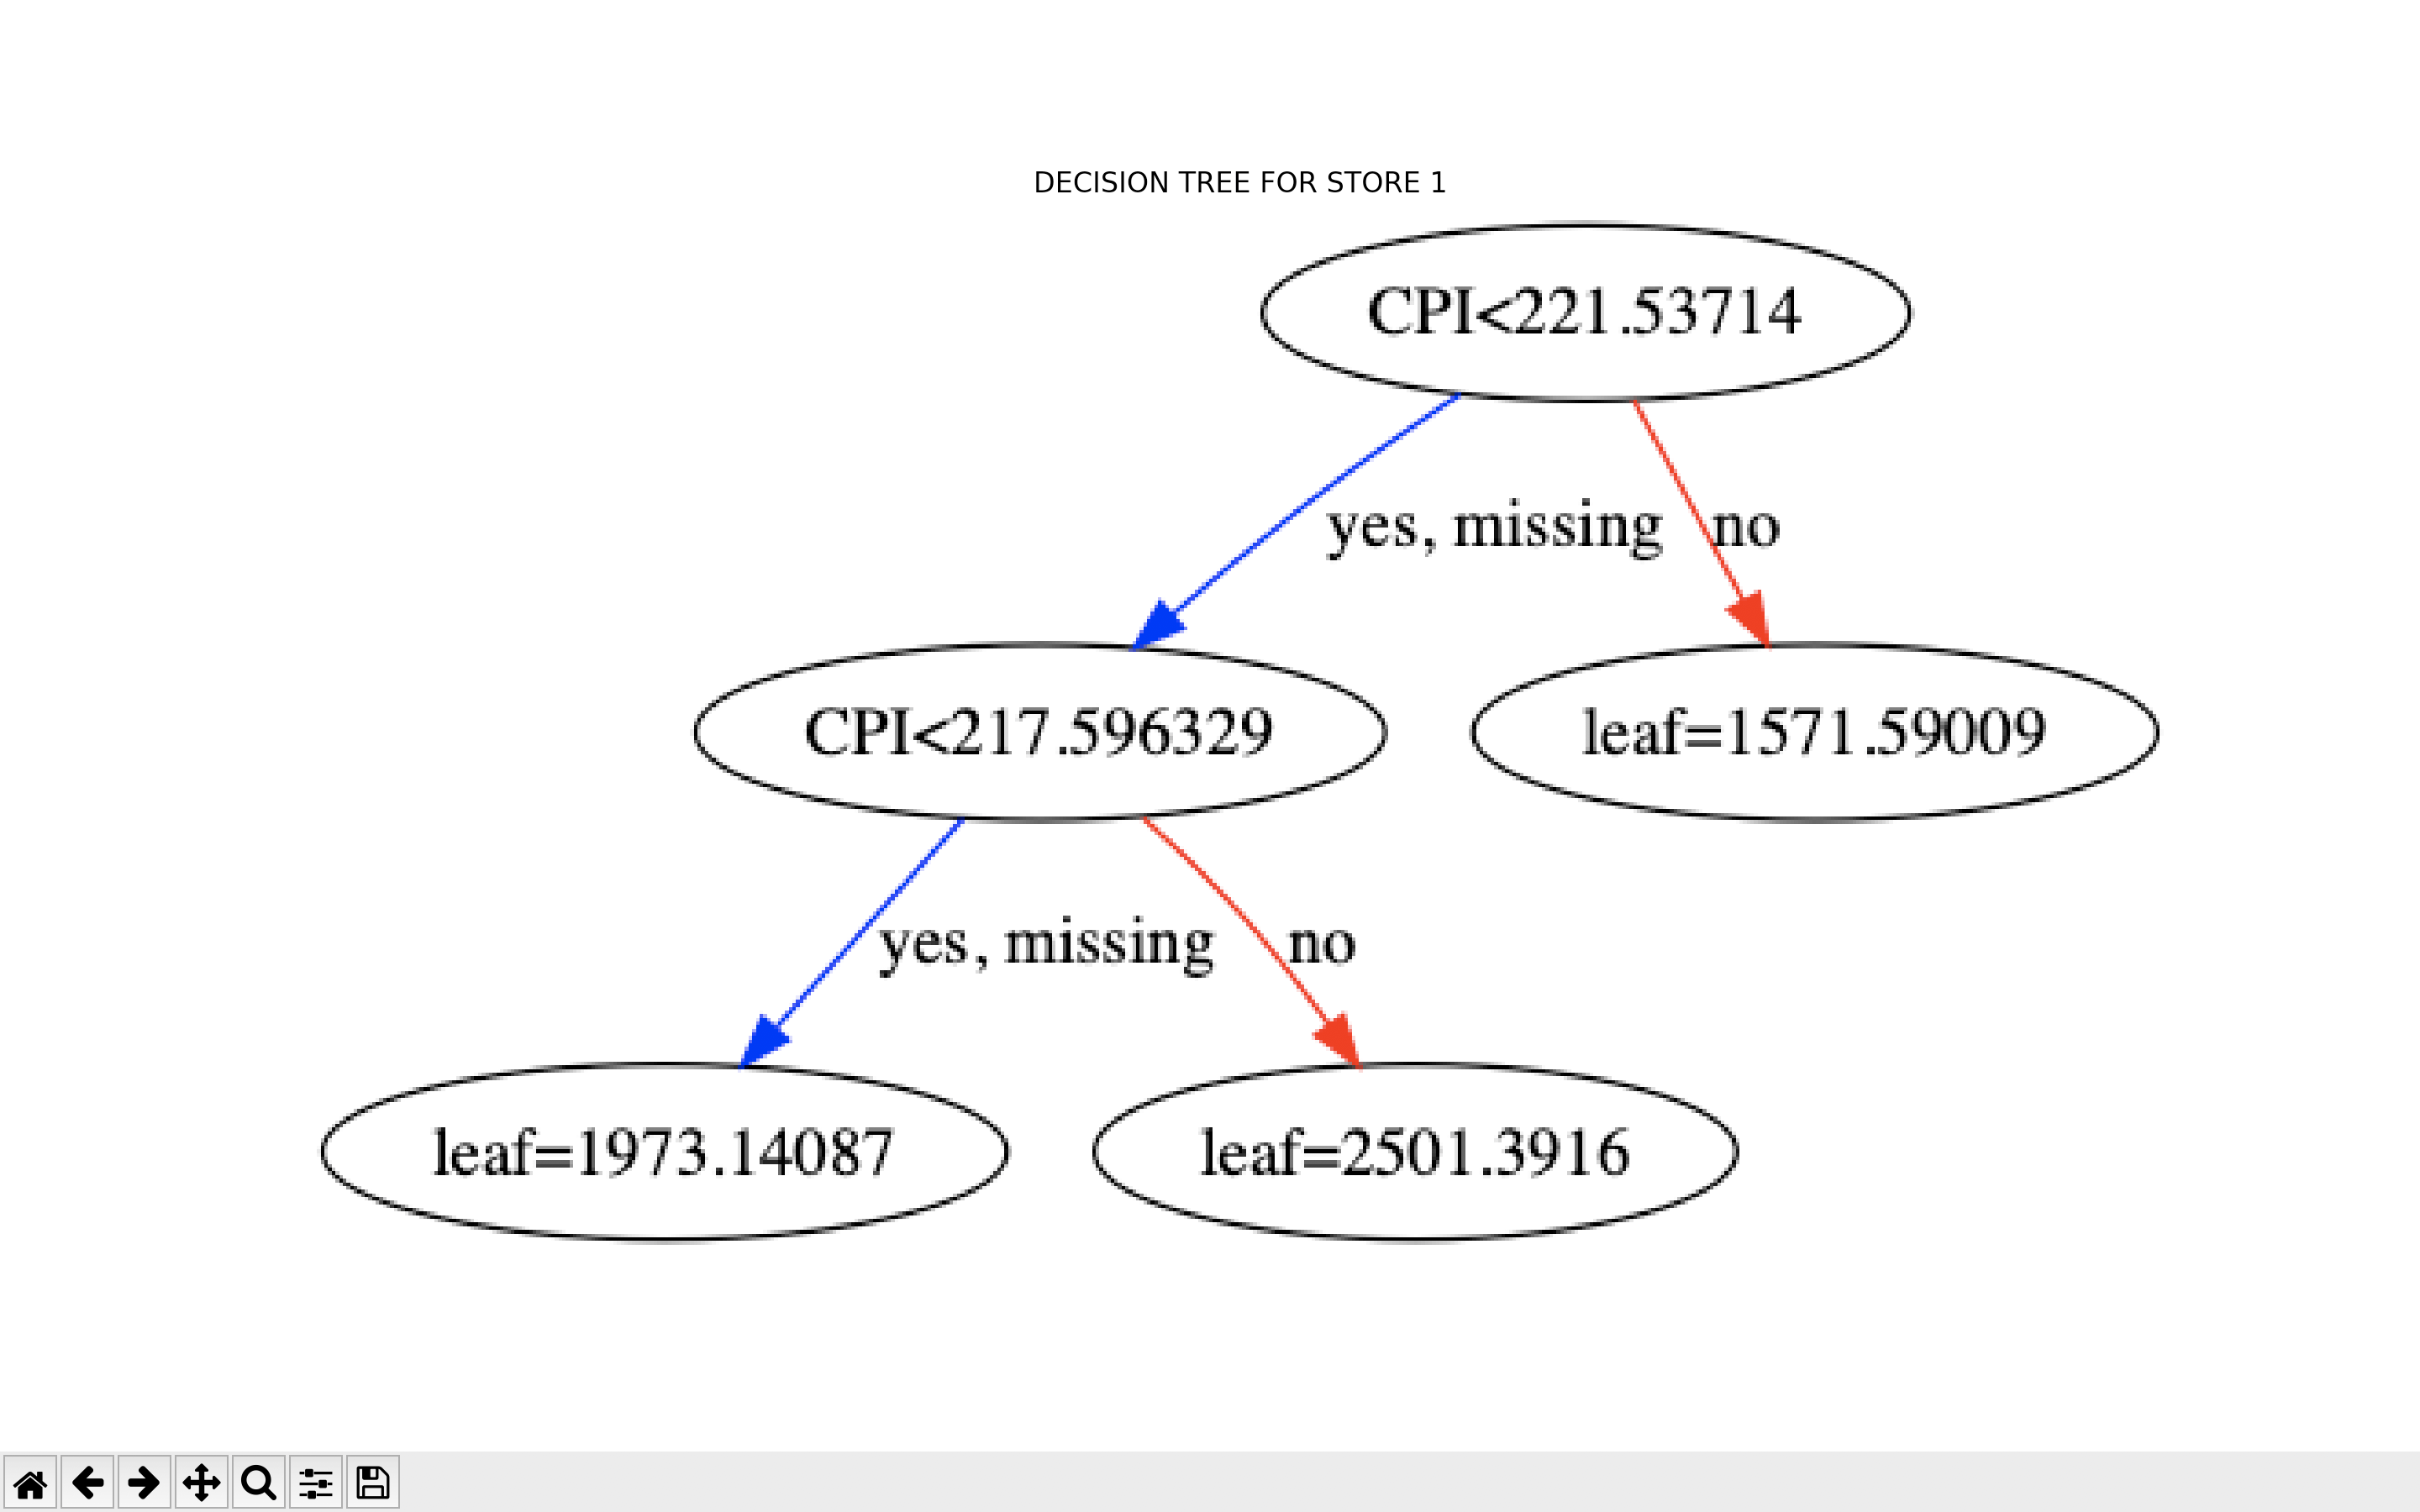 DECISION TREE FOR STORE 1
CPI<221.53714
yes, missing
no
CPI<217.596329
leaf=1571.59009
yes, missing
no
leaf=1973.14087
leaf=2501.3916